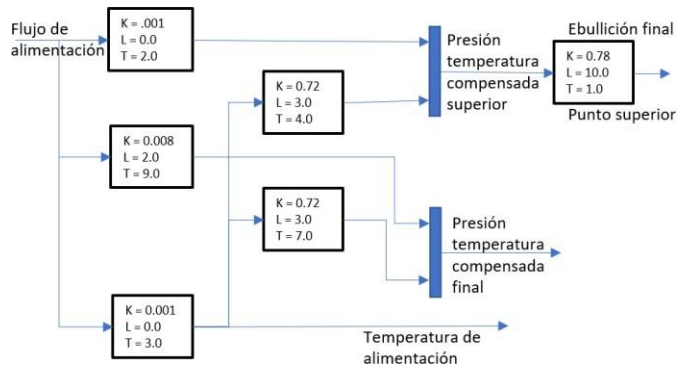 Flujo de
alimentación
K = .001
L = 0.0
T = 2.0
Presión
temperatura
compensada
superior
Ebullición final
K = 0.78
L = 10.0
T = 1.0
Punto superior
K = 0.72
L = 3.0
T = 4.0
K = 0.008
L = 2.0
T = 9.0
K = 0.72
L = 3.0
T = 7.0
Presión
temperatura
compensada
final
K = 0.001
L = 0.0
T = 3.0
Temperatura de
alimentación